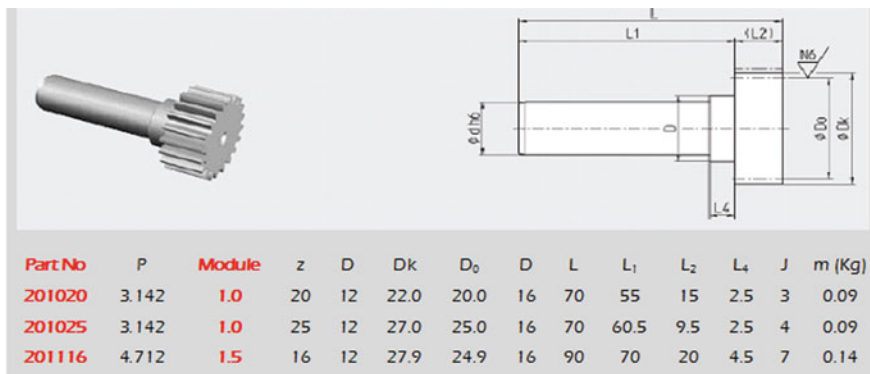 L
L1 (L2)
N6
ϕdh6
D
ϕDo
ϕDk
L4
Part No P Module z D Dk D₀ D L L₁ L₂ L₄ J m (Kg)
201020 3.142 1.0 20 12 22.0 20.0 16 70 55 15 2.5 3 0.09
201025 3.142 1.0 25 12 27.0 25.0 16 70 60.5 9.5 2.5 4 0.09
201116 4.712 1.5 16 12 27.9 24.9 16 90 70 20 4.5 7 0.14